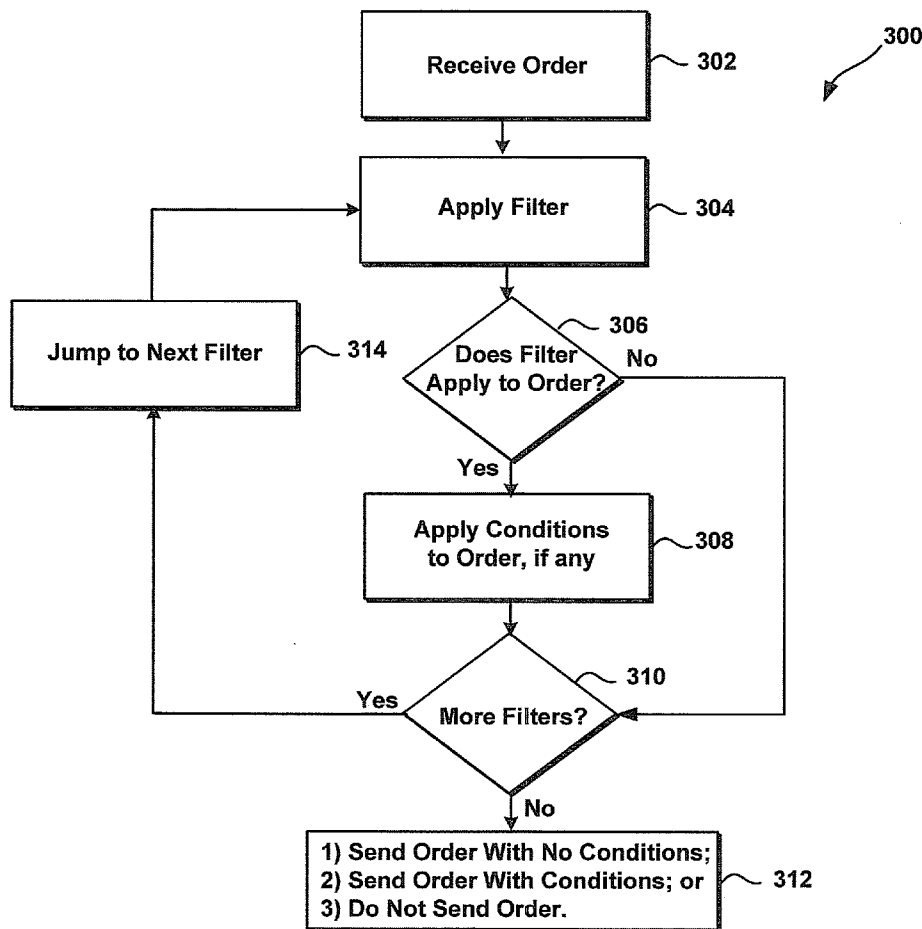 300
Receive Order
302
Apply Filter
304
Jump to Next Filter
314
306
Does Filter
Apply to Order?
No
Yes
Apply Conditions
to Order, if any
308
310
Yes
More Filters?
No
1) Send Order With No Conditions;
2) Send Order With Conditions; or
3) Do Not Send Order.
312